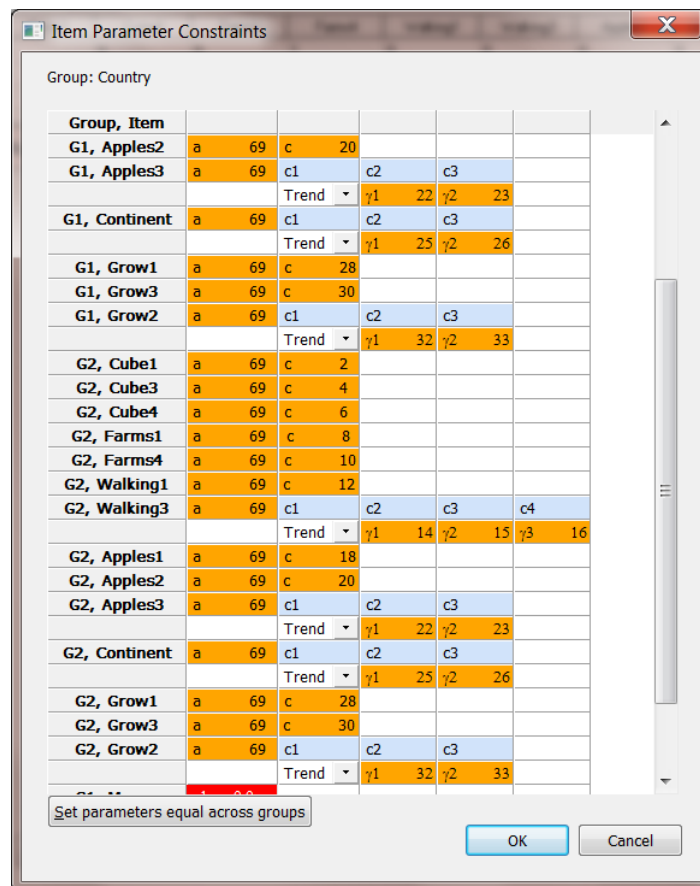 Item Parameter Constraints
Group: Country
Group, Item
G1, Apples2 a 69 c 20
G1, Apples3 a 69 c1 c2 c3
Trend γ1 22 γ2 23
G1, Continent a 69 c1 c2 c3
Trend γ1 25 γ2 26
G1, Grow1 a 69 c 28
G1, Grow3 a 69 c 30
G1, Grow2 a 69 c1 c2 c3
Trend γ1 32 γ2 33
G2, Cube1 a 69 c 2
G2, Cube3 a 69 c 4
G2, Cube4 a 69 c 6
G2, Farms1 a 69 c 8
G2, Farms4 a 69 c 10
G2, Walking1 a 69 c 12
G2, Walking3 a 69 c1 c2 c3 c4
Trend γ1 14 γ2 15 γ3 16
G2, Apples1 a 69 c 18
G2, Apples2 a 69 c 20
G2, Apples3 a 69 c1 c2 c3
Trend γ1 22 γ2 23
G2, Continent a 69 c1 c2 c3
Trend γ1 25 γ2 26
G2, Grow1 a 69 c 28
G2, Grow3 a 69 c 30
G2, Grow2 a 69 c1 c2 c3
Trend γ1 32 γ2 33
Set parameters equal across groups
OK Cancel